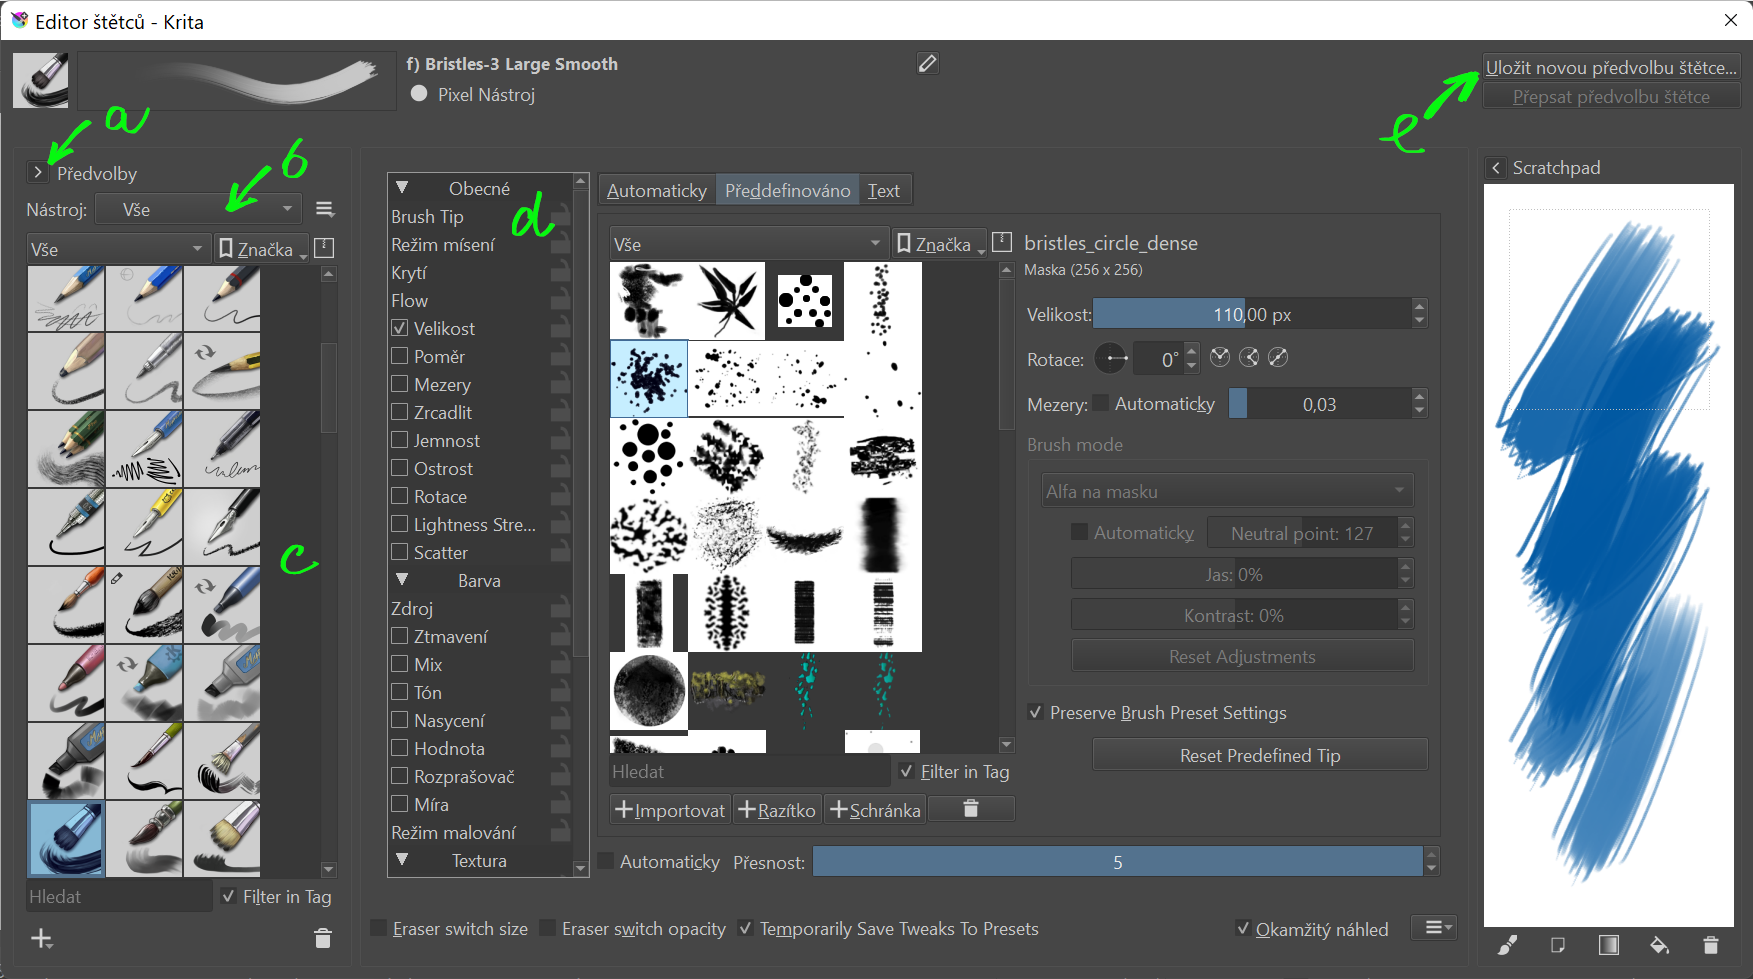 Editor štětců - Krita
f) Bristles-3 Large Smooth
Pixel Nástroj
Uložit novou předvolbu štětce...
Přepsat předvolbu štětce
a
b
c
d
e
Předvolby
Nástroj: Vše
Vše Značka
Hledat Filter in Tag
Obecné
Brush Tip
Režim mísení
Krytí
Flow
Velikost
Poměr
Mezery
Zrcadlit
Jemnost
Ostrost
Rotace
Lightness Stre...
Scatter
Barva
Zdroj
Ztmavení
Mix
Tón
Nasycení
Hodnota
Rozprašovač
Míra
Režim malování
Textura
Automaticky Předdefinováno Text
Vše Značka
Hledat Filter in Tag
Importovat Razítko Schránka
bristles_circle_dense
Maska (256 x 256)
Velikost: 110,00 px
Rotace: 0°
Mezery: Automaticky 0,03
Brush mode
Alfa na masku
Automaticky Neutral point: 127
Jas: 0%
Kontrast: 0%
Reset Adjustments
Preserve Brush Preset Settings
Reset Predefined Tip
Automaticky Přesnost: 5
Eraser switch size Eraser switch opacity Temporarily Save Tweaks To Presets Okamžitý náhled
Scratchpad